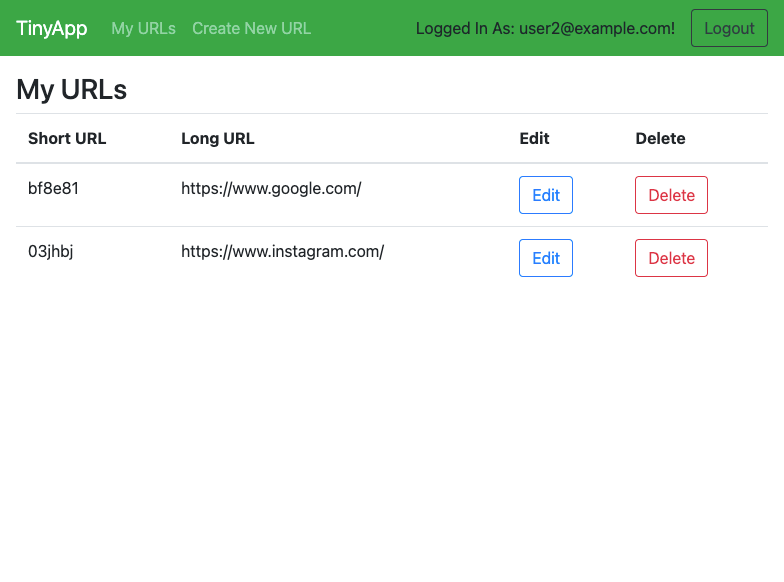 TinyApp My URLs Create New URL Logged In As: user2@example.com! Logout
My URLs
Short URL Long URL Edit Delete
bf8e81 https://www.google.com/ Edit Delete
03jhbj https://www.instagram.com/ Edit Delete